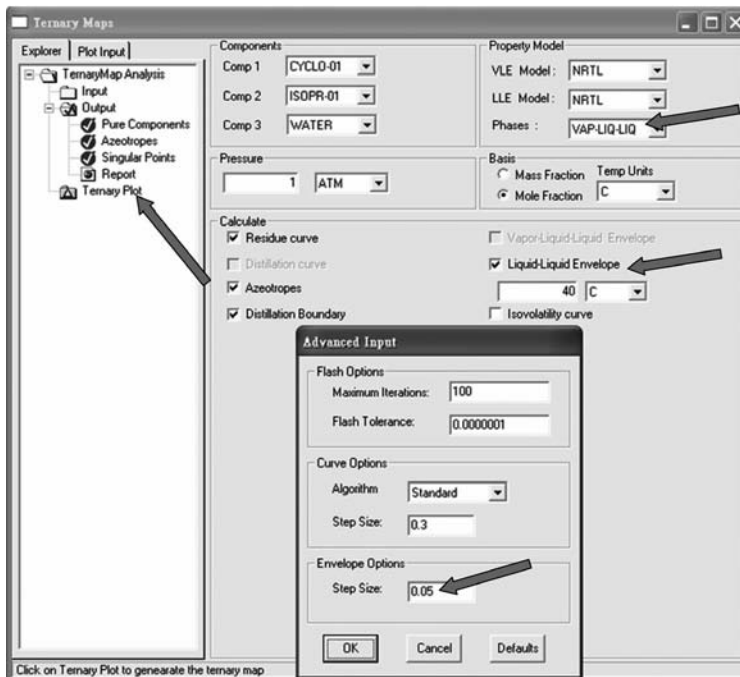 Ternary Maps
Explorer
Plot Input
TernaryMap Analysis
Input
Output
Pure Components
Azeotropes
Singular Points
Report
Ternary Plot
Components
Comp 1
CYCLO-01
Comp 2
ISOPR-01
Comp 3
WATER
Property Model
VLE Model :
NRTL
LLE Model :
NRTL
Phases :
VAP-LIQ-LIQ
Pressure
1
ATM
Basis
Mass Fraction
Mole Fraction
Temp Units
C
Calculate
Residue curve
Distillation curve
Azeotropes
Distillation Boundary
Vapor-Liquid-Liquid Envelope
Liquid-Liquid Envelope
40
C
Isovolatility curve
Advanced Input
Flash Options
Maximum Iterations:
100
Flash Tolerance:
0.0000001
Curve Options
Algorithm
Standard
Step Size:
0.3
Envelope Options
Step Size:
0.05
OK
Cancel
Defaults
Click on Ternary Plot to genearate the ternary map